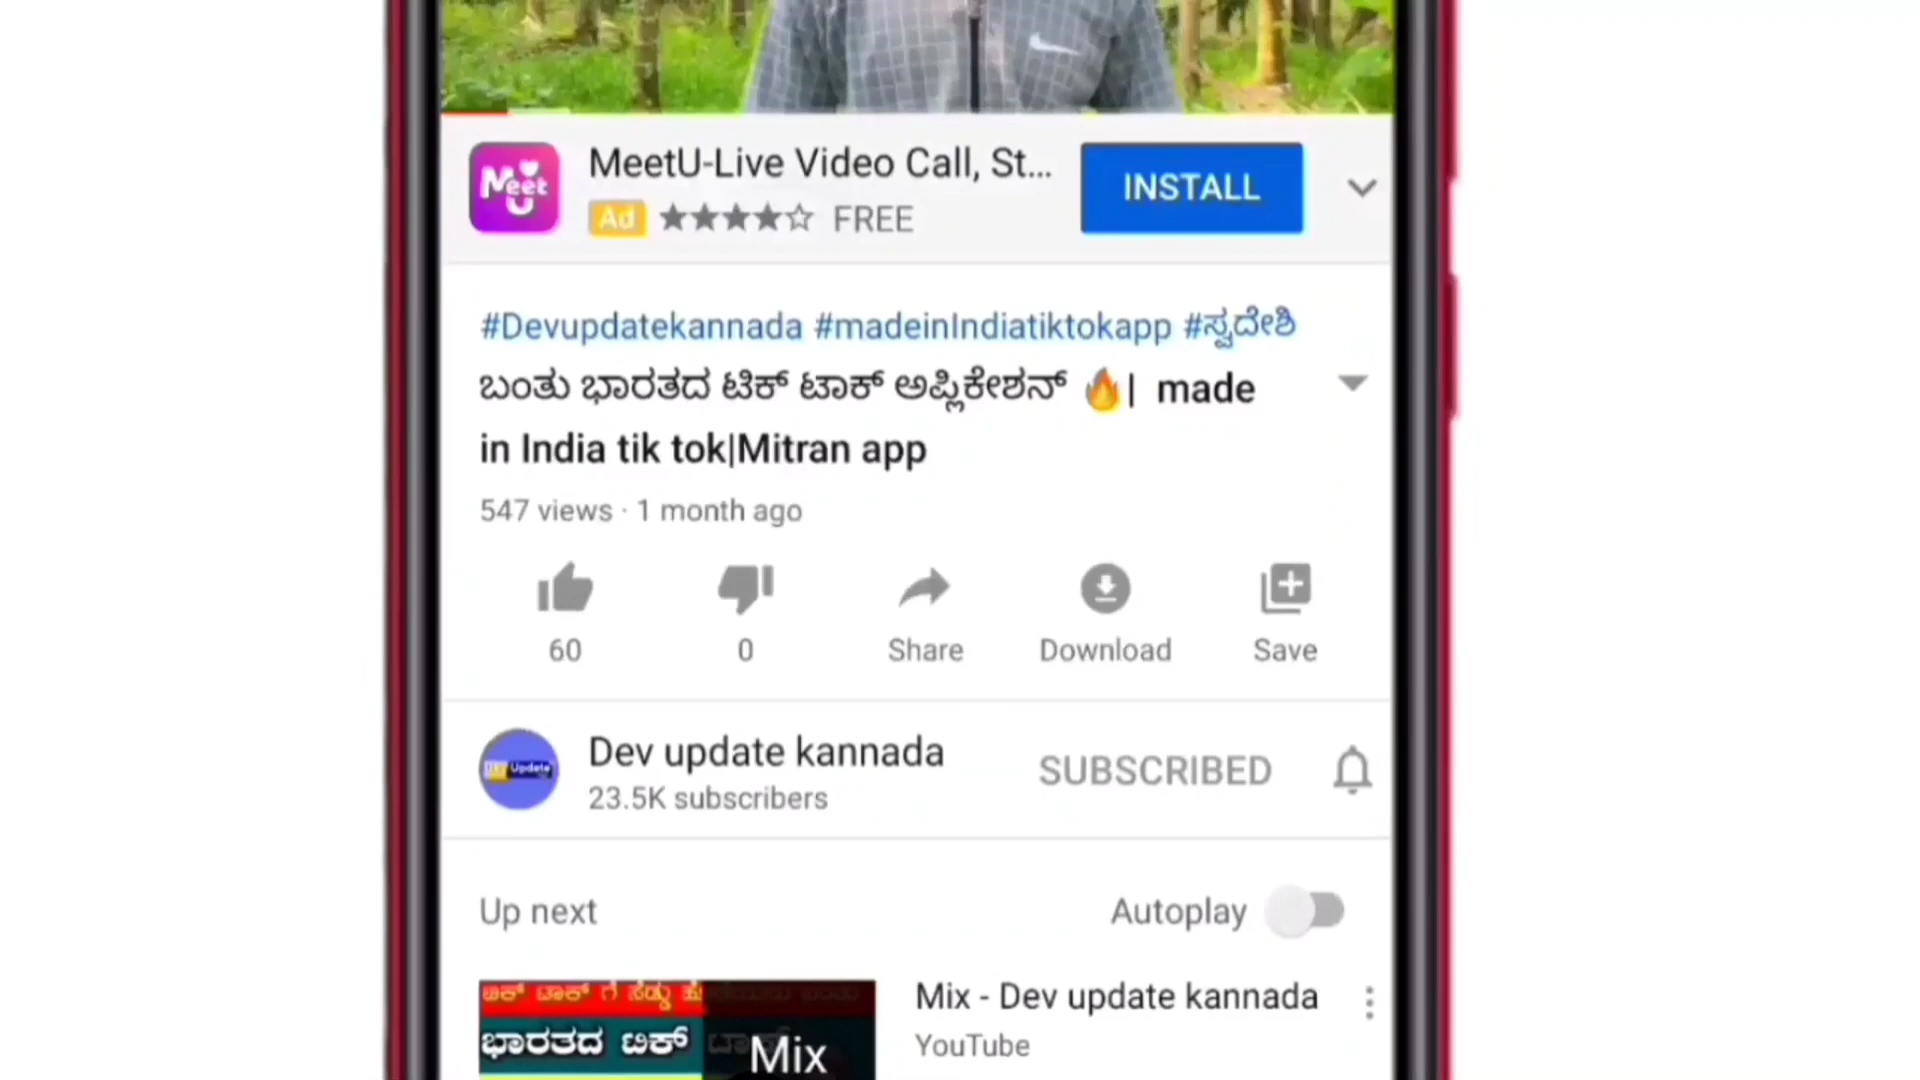 Meet U
MeetU-Live Video Call, St...
INSTALL
Ad
FREE
#Devupdatekannada #madeinIndiatiktokapp #ಸ್ವದೇಶಿ
ಬಂತು ಭಾರತದ ಟಿಕ್ ಟಾಕ್ ಅಪ್ಲಿಕೇಶನ್ 🔥| made
in India tik tok|Mitran app
547 views · 1 month ago
60
0
Share
Download
Save
Update
Dev update kannada
SUBSCRIBED
23.5K subscribers
Up next
Autoplay
ಟಾಕ್ ಗೆ ಸೆಡ್ಡು
ಭಾರತದ ಟಿಕ್ ಟಾಕ್
Mix
Mix - Dev update kannada
YouTube